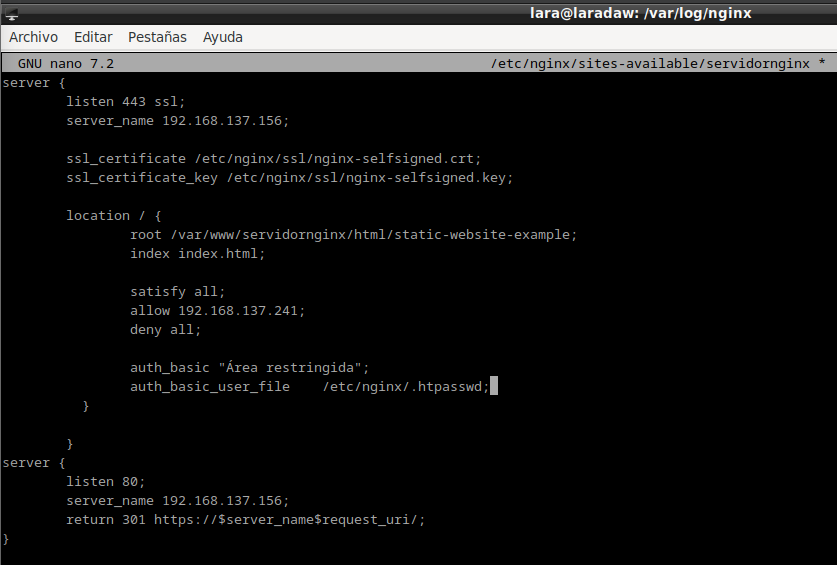 lara@laradaw: /var/log/nginx
Archivo Editar Pestañas Ayuda
GNU nano 7.2 /etc/nginx/sites-available/servidornginx *
server {
listen 443 ssl;
server_name 192.168.137.156;
ssl_certificate /etc/nginx/ssl/nginx-selfsigned.crt;
ssl_certificate_key /etc/nginx/ssl/nginx-selfsigned.key;
location / {
root /var/www/servidornginx/html/static-website-example;
index index.html;
satisfy all;
allow 192.168.137.241;
deny all;
auth_basic "Área restringida";
auth_basic_user_file /etc/nginx/.htpasswd;
}
}
server {
listen 80;
server_name 192.168.137.156;
return 301 https://$server_name$request_uri/;
}